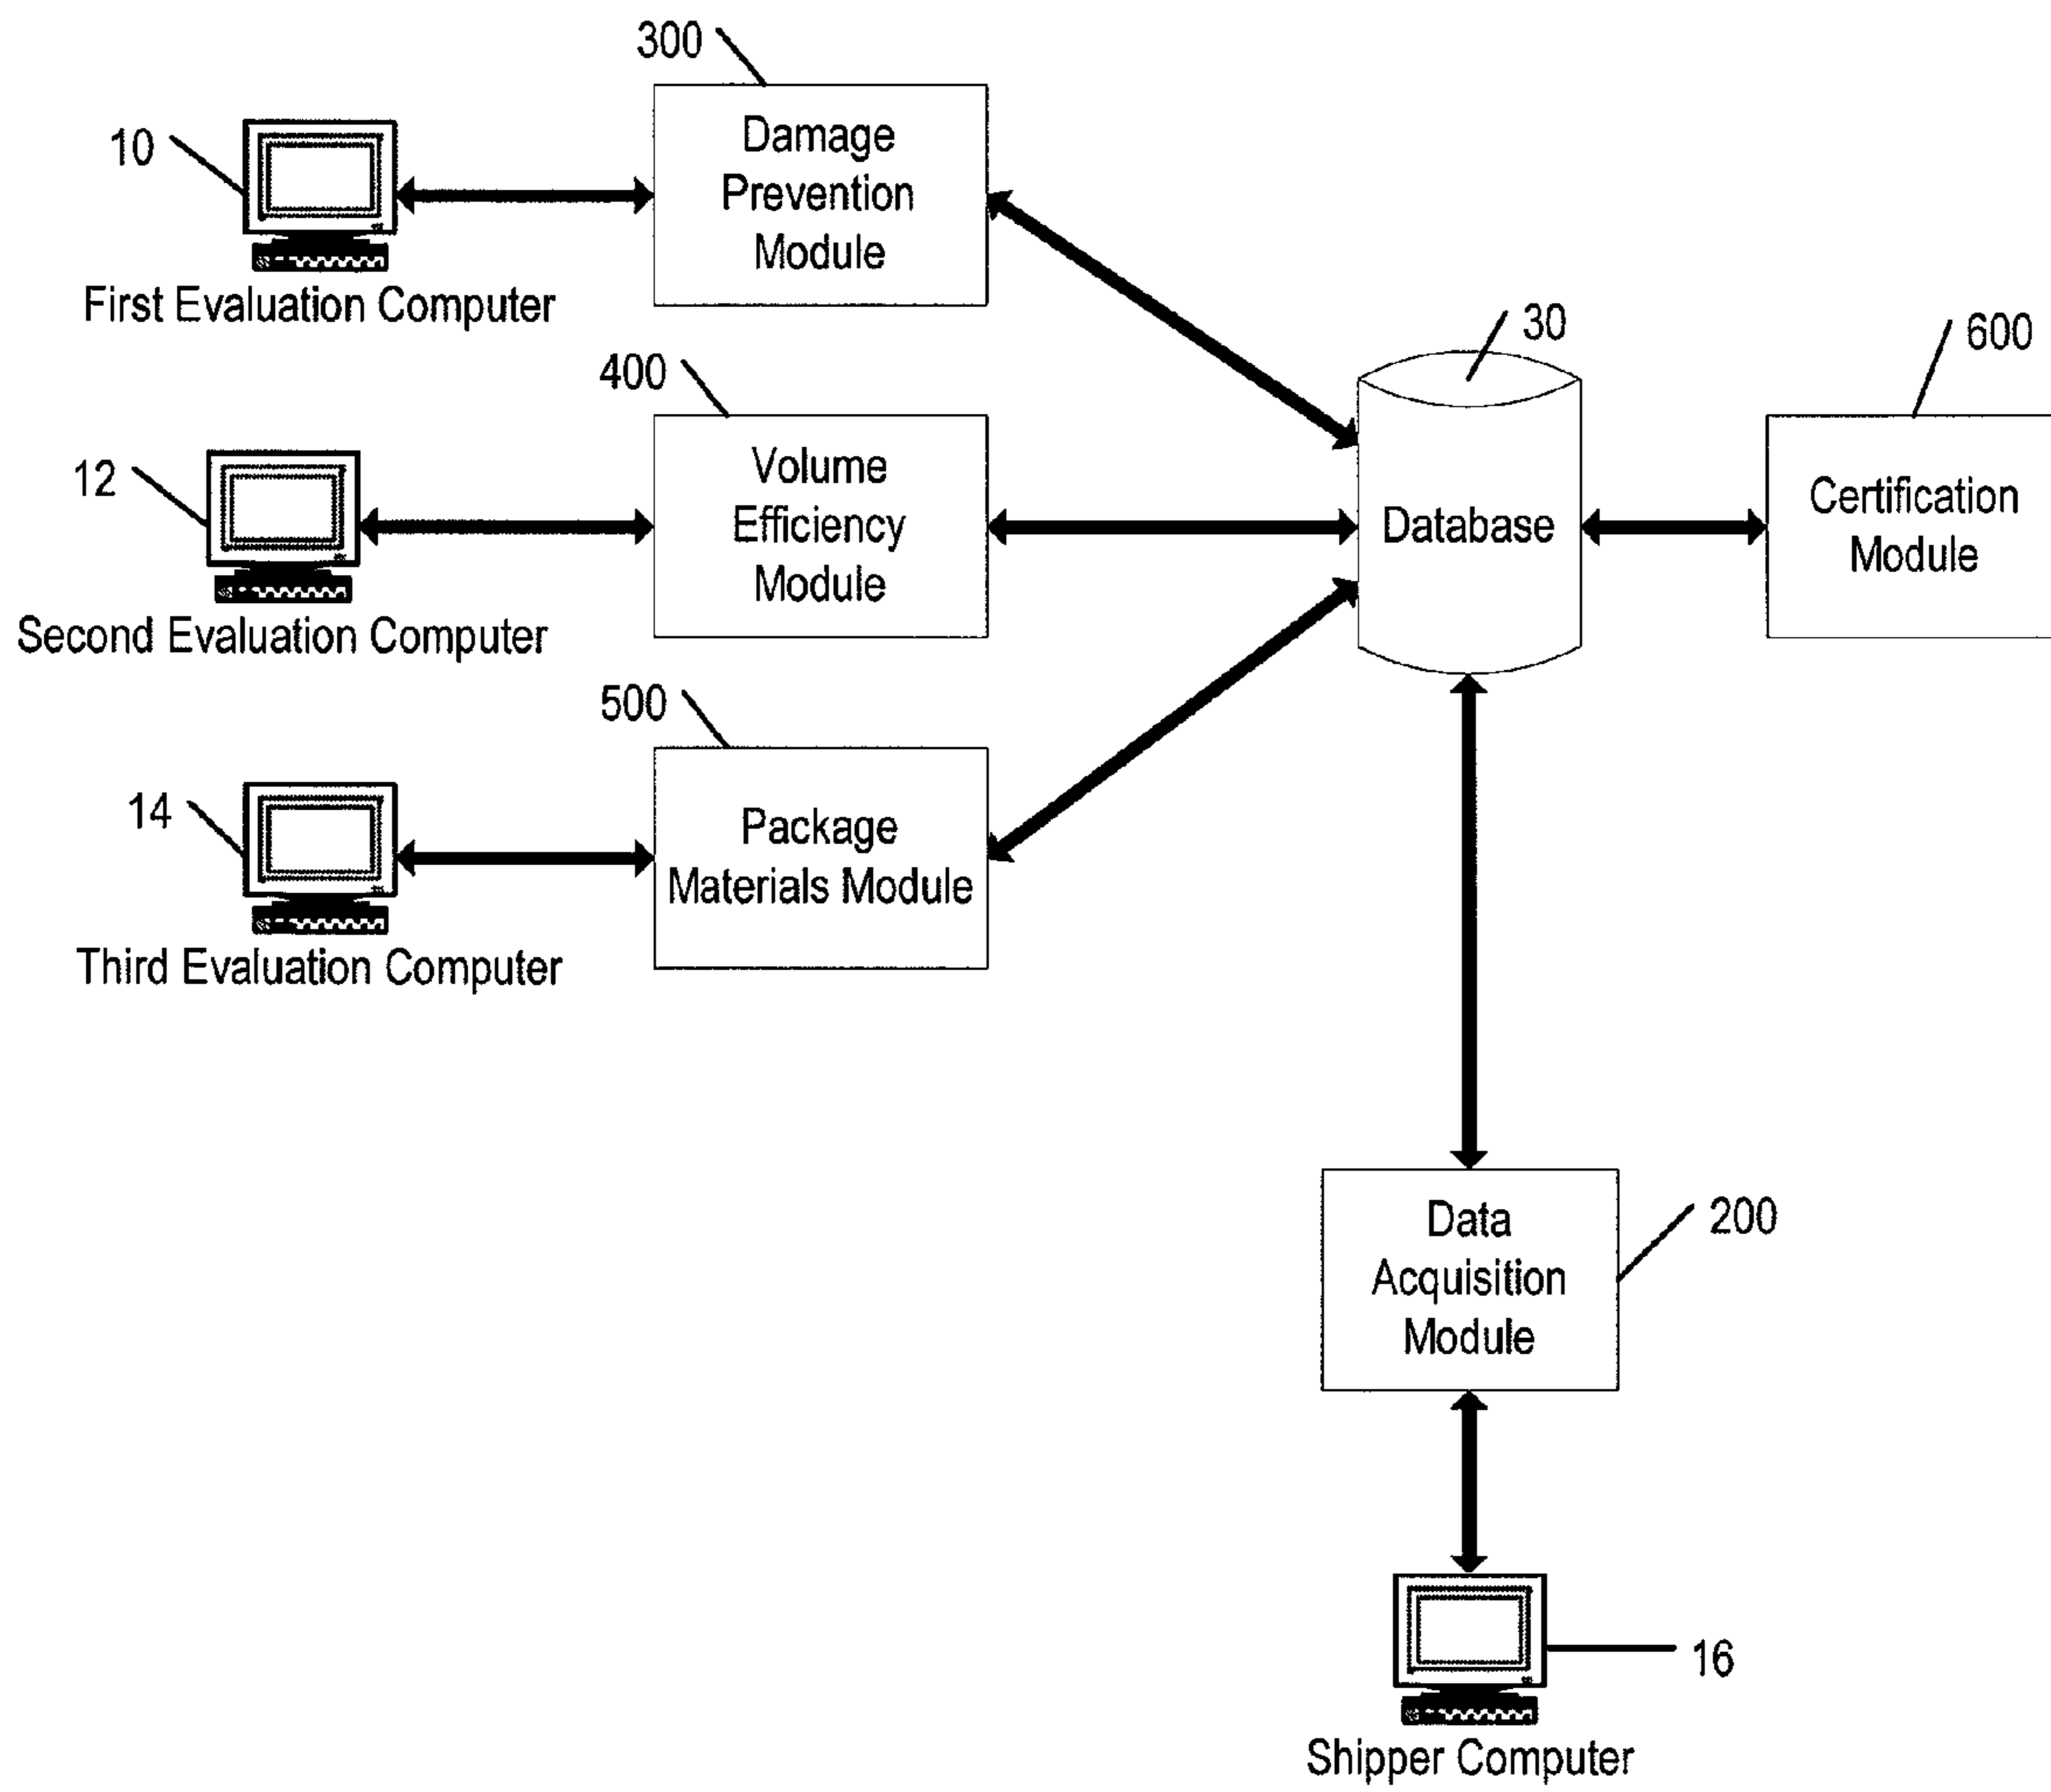 300
Damage
Prevention
Module
10
First Evaluation Computer
30
600
400
Volume
Efficiency
Module
12
Second Evaluation Computer
Database
Certification
Module
500
Package
Materials Module
14
Third Evaluation Computer
Data
Acquisition
Module
200
16
Shipper Computer